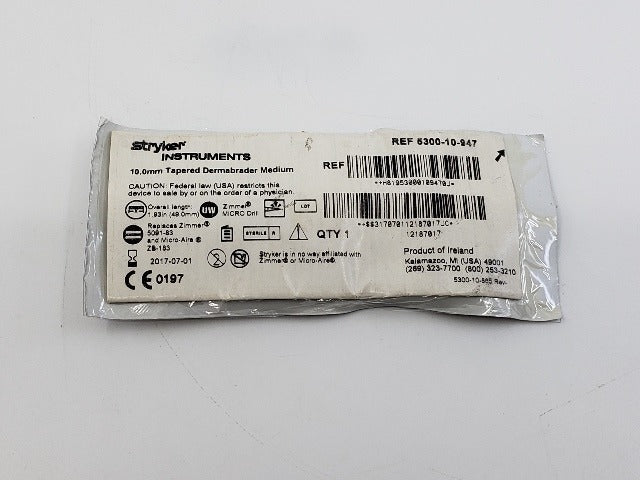 stryker
INSTRUMENTS
REF 5300-10-947
10.0mm Tapered Dermabrader Medium
REF
CAUTION: Federal law (USA) restricts this
device to sale by or on the order of a physician.
Overall length:
1.93in (49.0mm)
UW
Zimmer®
MICRO Drill
LOT
Replaces Zimmer®
5091-83
and Micro-Aire®
ZB-183
STERILE R
QTY 1
12187017
2017-07-01
Stryker is in no way affiliated with
Zimmer® or Micro-Aire®
CE 0197
Product of Ireland
Kalamazoo, MI (USA) 49001
(269) 323-7700 (800) 253-3210